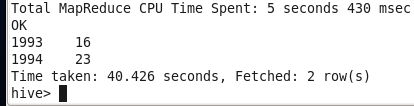 Total MapReduce CPU Time Spent: 5 seconds 430 msec
OK
1993    16
1994    23
Time taken: 40.426 seconds, Fetched: 2 row(s)
hive>